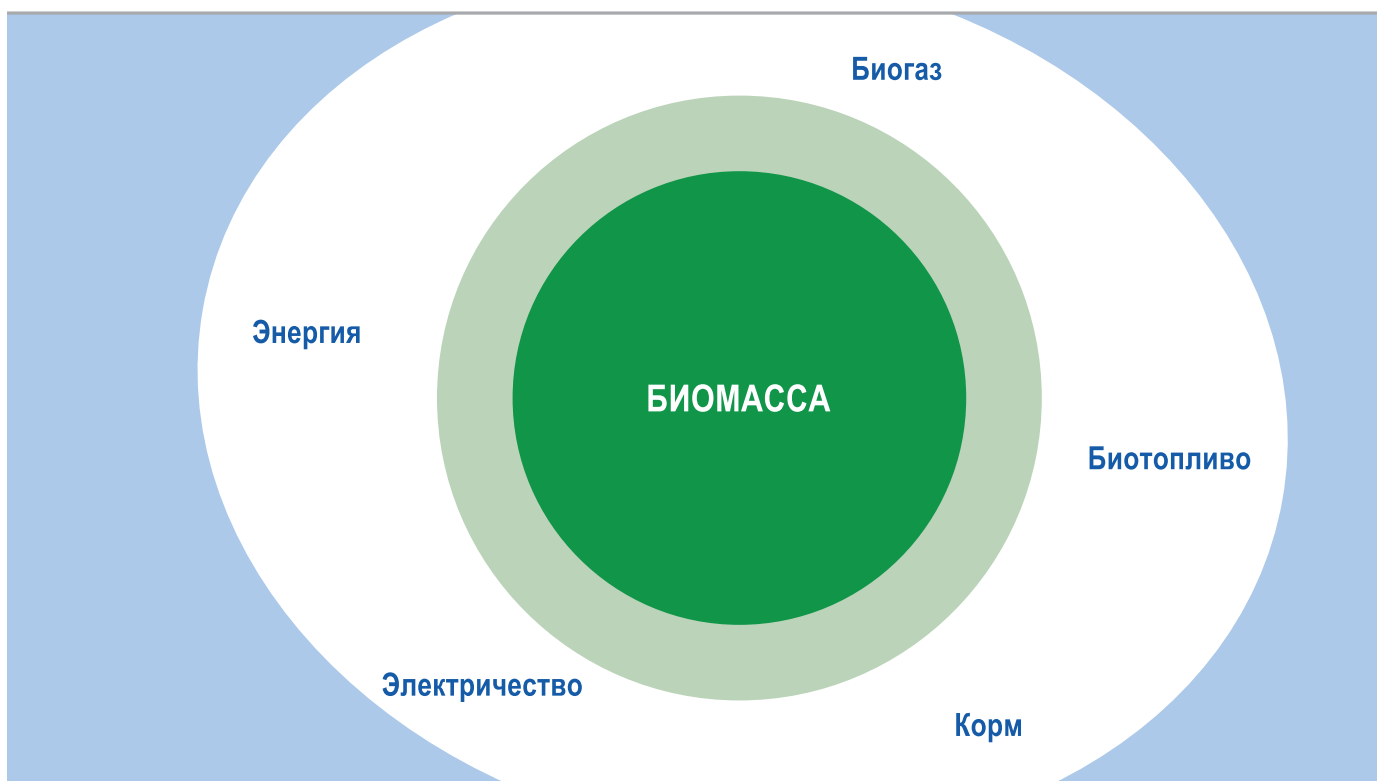 Биогаз
Энергия
БИОМАССА
Биотопливо
Электричество
Корм